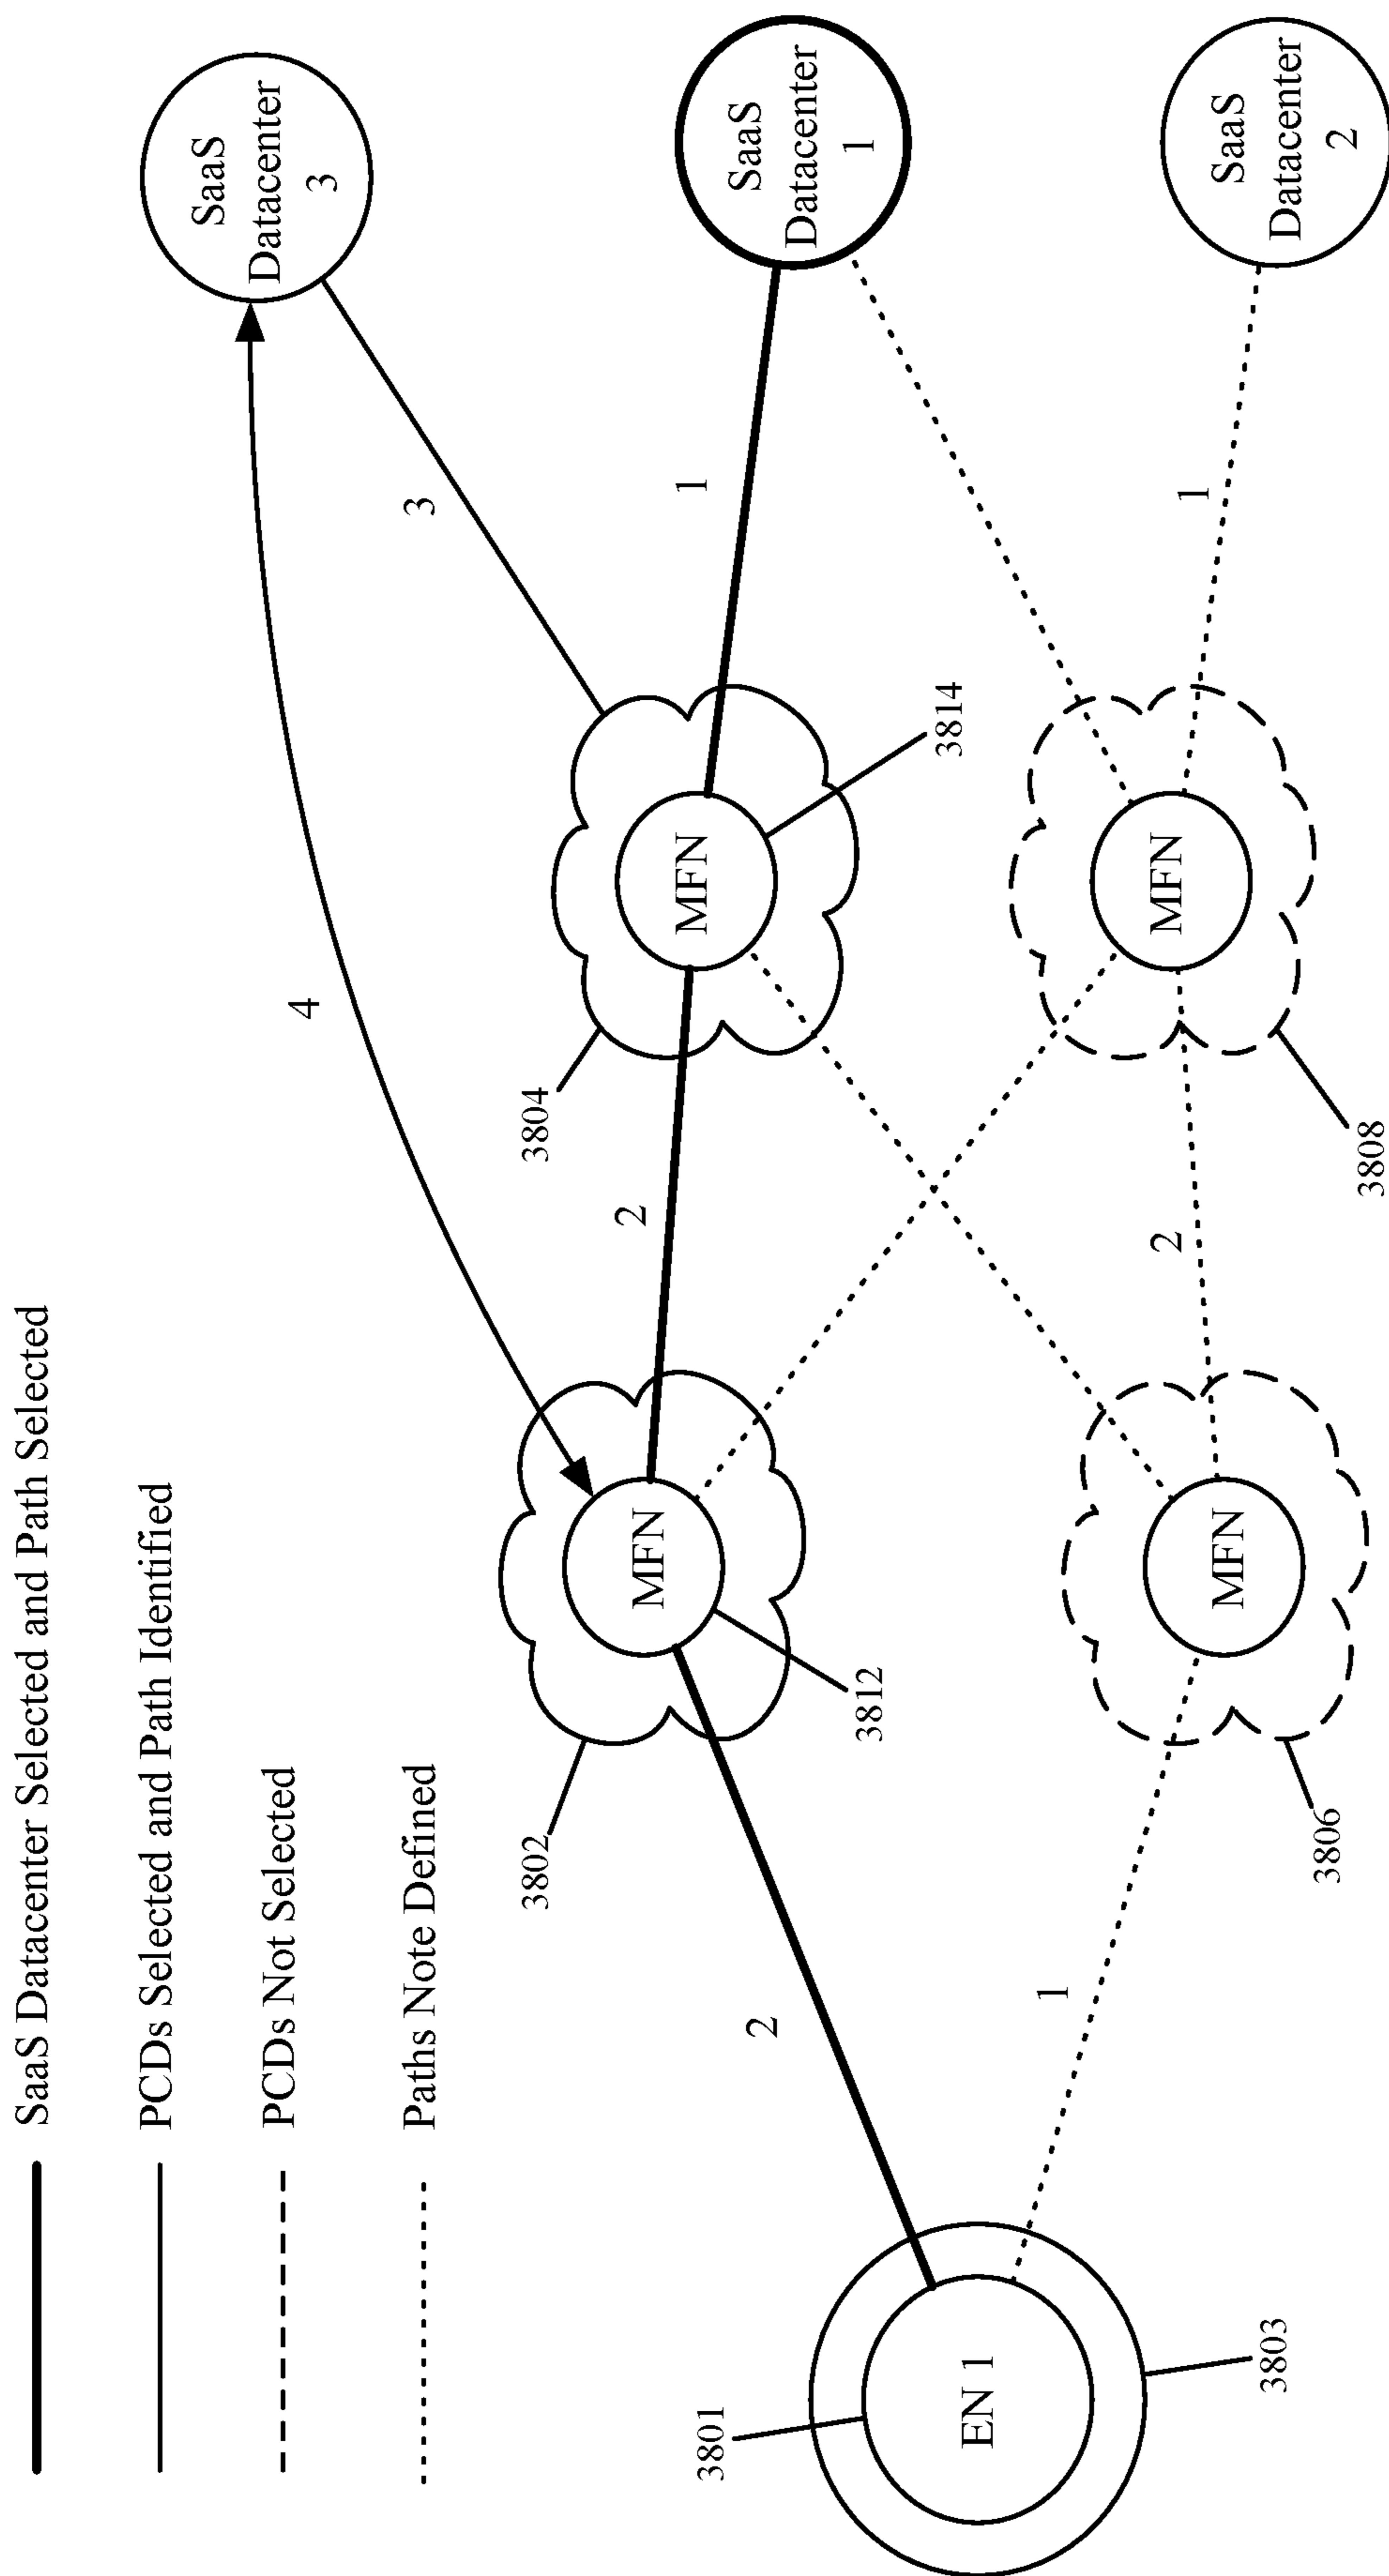 SaaS Datacenter Selected and Path Selected
PCDs Selected and Path Identified
PCDs Not Selected
Paths Note Defined
SaaS
Datacenter
3
4
3
3804
3802
MFN
3812
2
MFN
3814
1
SaaS
Datacenter
1
2
3801
EN 1
3803
1
MFN
3806
2
MFN
3808
1
SaaS
Datacenter
2